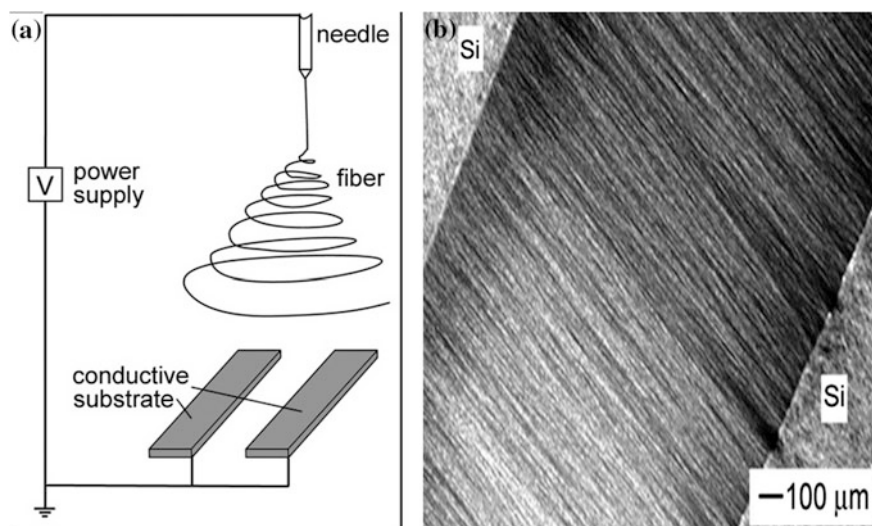 (a)
needle
V
power
supply
fiber
conductive
substrate
(b)
Si
Si
100 μm